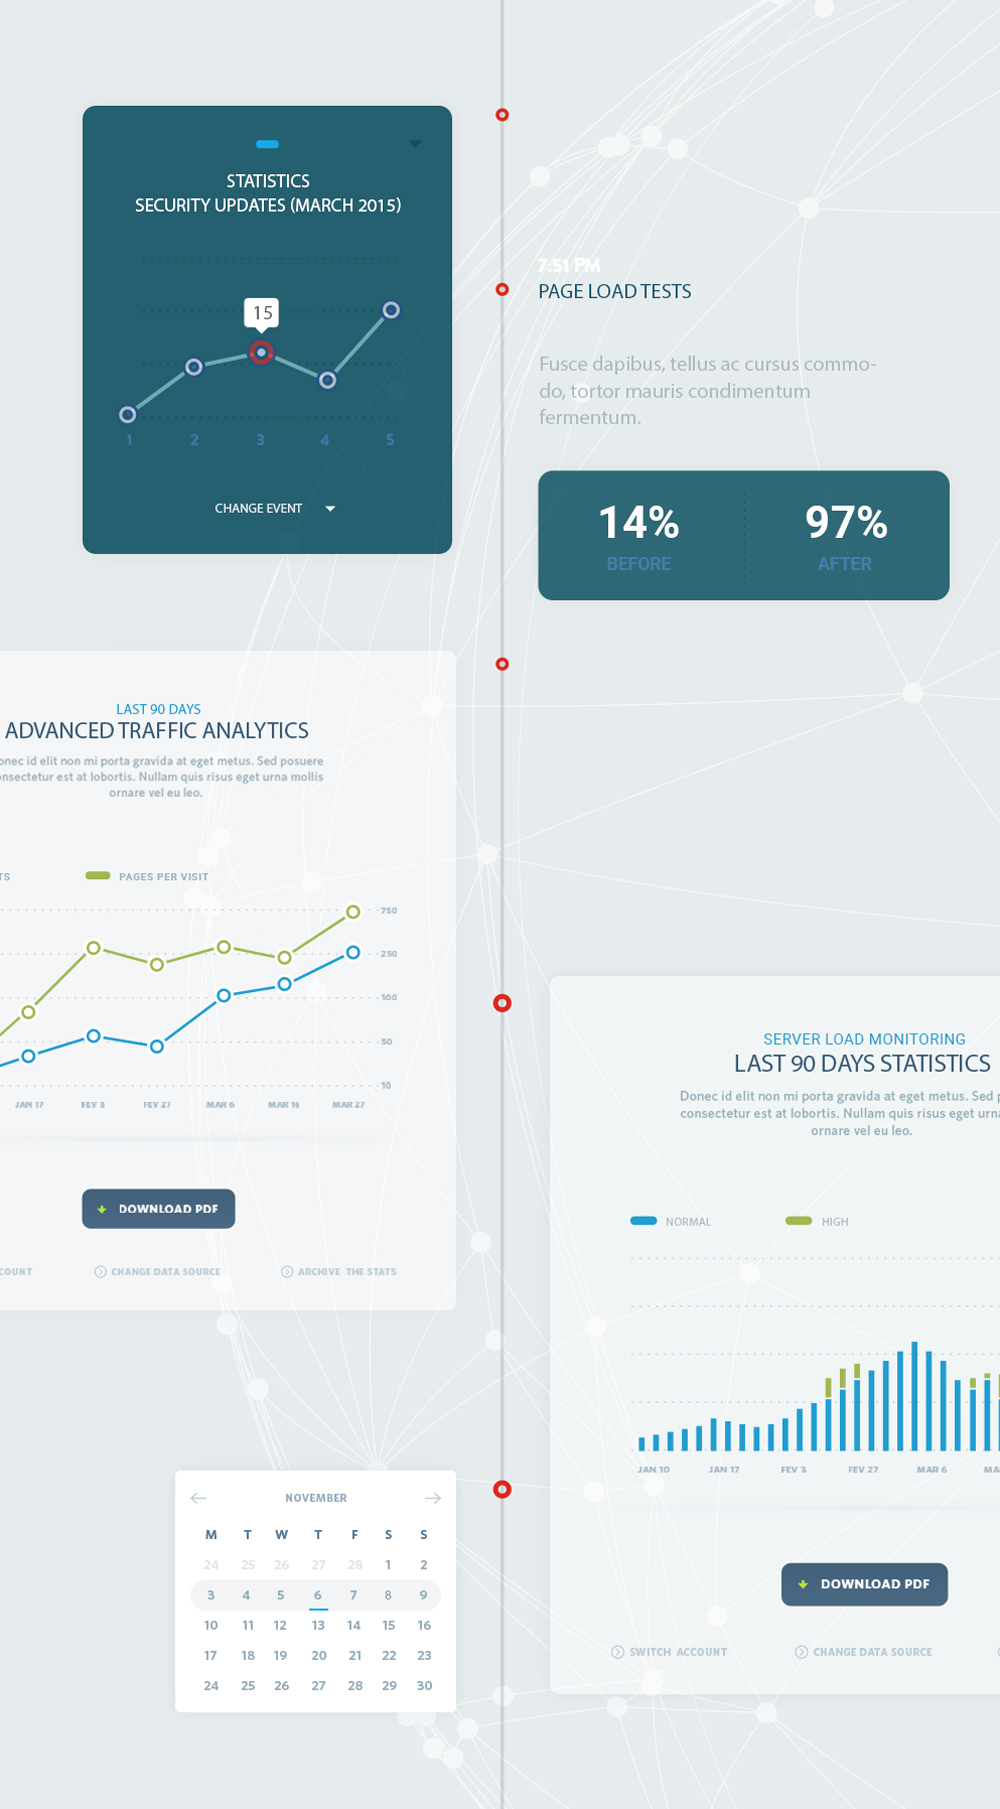 STATISTICS
SECURITY UPDATES (MARCH 2015)
15
1 2 3 4 5
CHANGE EVENT
7:51 PM
PAGE LOAD TESTS
Fusce dapibus, tellus ac cursus commo-
do, tortor mauris condimentum
fermentum.
14% 97%
BEFORE AFTER
LAST 90 DAYS
ADVANCED TRAFFIC ANALYTICS
onec id elit non mi porta gravida at eget metus. Sed posuere
onsectetur est at lobortis. Nullam quis risus eget urna mollis
ornare vel eu leo.
TS PAGES PER VISIT
750
250
100
50
10
JAN 17 FEV 3 FEV 27 MAR 6 MAR 16 MAR 27
DOWNLOAD PDF
COUNT CHANGE DATA SOURCE ARCHIVE THE STATS
SERVER LOAD MONITORING
LAST 90 DAYS STATISTICS
Donec id elit non mi porta gravida at eget metus. Sed p
consectetur est at lobortis. Nullam quis risus eget urna
ornare vel eu leo.
NORMAL HIGH
JAN 10 JAN 17 FEV 3 FEV 27 MAR 6 MA
DOWNLOAD PDF
SWITCH ACCOUNT CHANGE DATA SOURCE
NOVEMBER
M T W T F S S
24 25 26 27 28 1 2
3 4 5 6 7 8 9
10 11 12 13 14 15 16
17 18 19 20 21 22 23
24 25 26 27 28 29 30